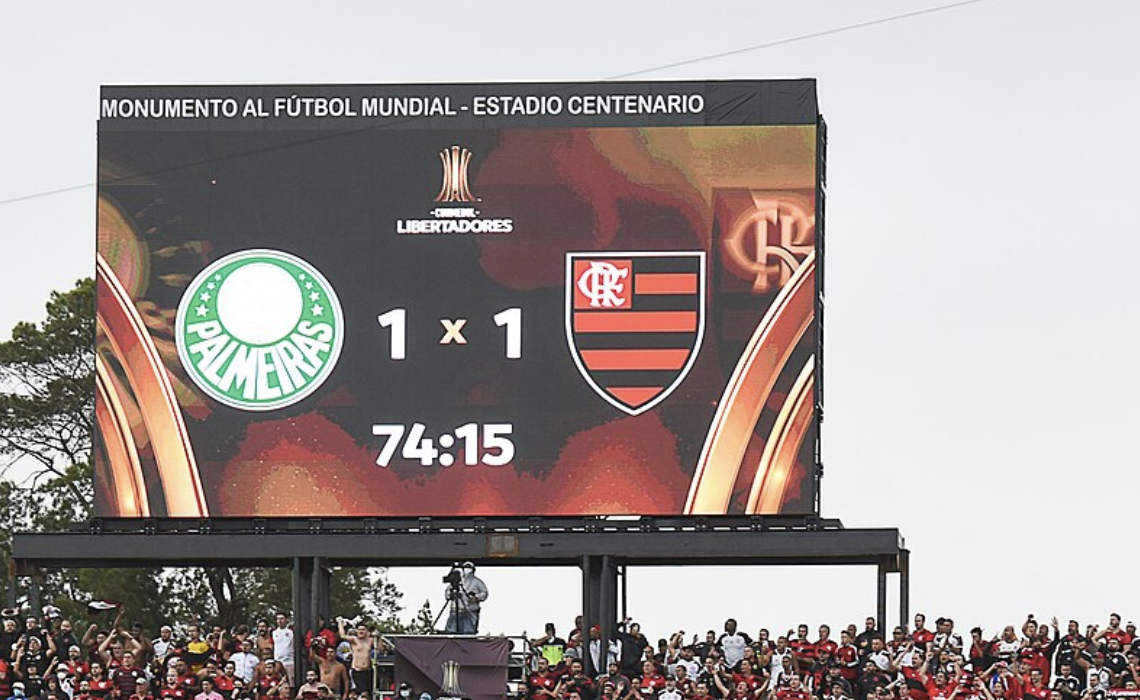 MONUMENTO AL FÚTBOL MUNDIAL - ESTADIO CENTENARIO
-CONMEBOL-
LIBERTADORES
PALMEIRAS
CRF
1 x 1
74:15